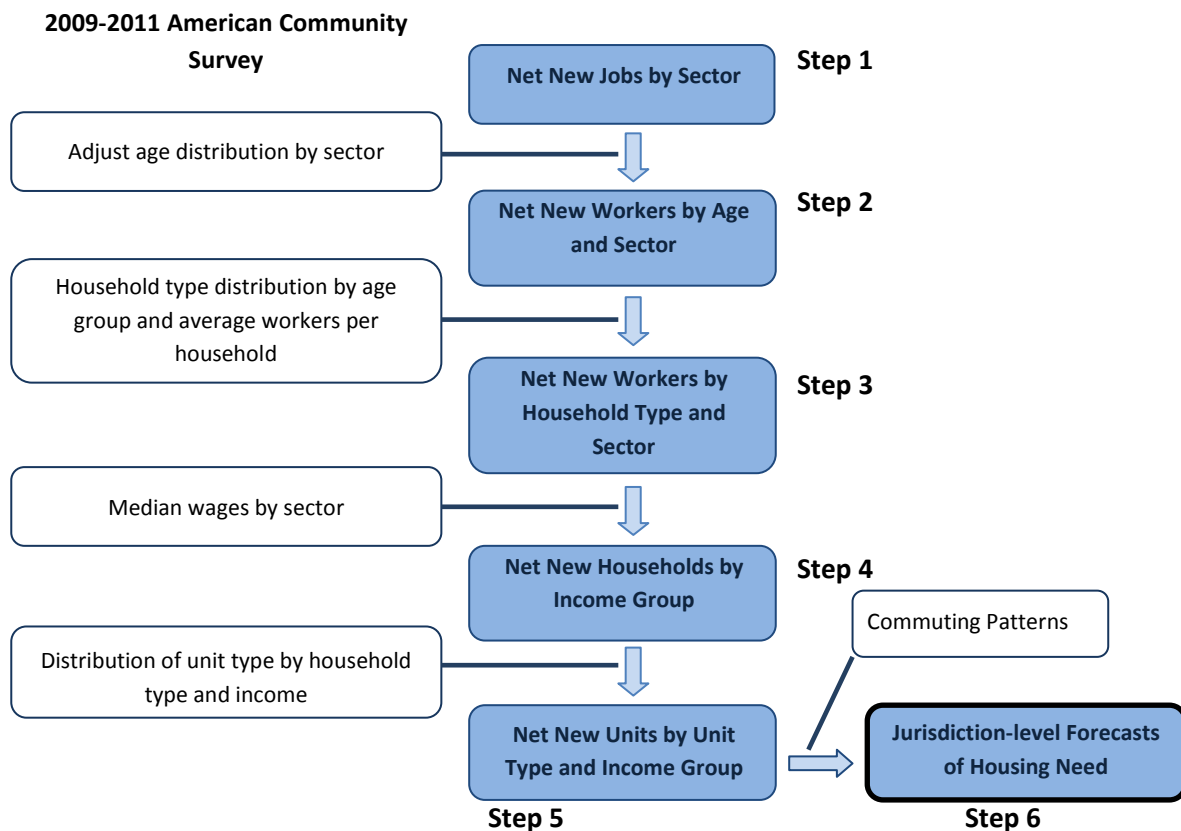 2009-2011 American Community
Survey
Net New Jobs by Sector
Step 1
Adjust age distribution by sector
Net New Workers by Age
and Sector
Step 2
Household type distribution by age
group and average workers per
household
Net New Workers by
Household Type and
Sector
Step 3
Median wages by sector
Net New Households by
Income Group
Step 4
Commuting Patterns
Distribution of unit type by household
type and income
Net New Units by Unit
Type and Income Group
Step 5
Jurisdiction-level Forecasts
of Housing Need
Step 6